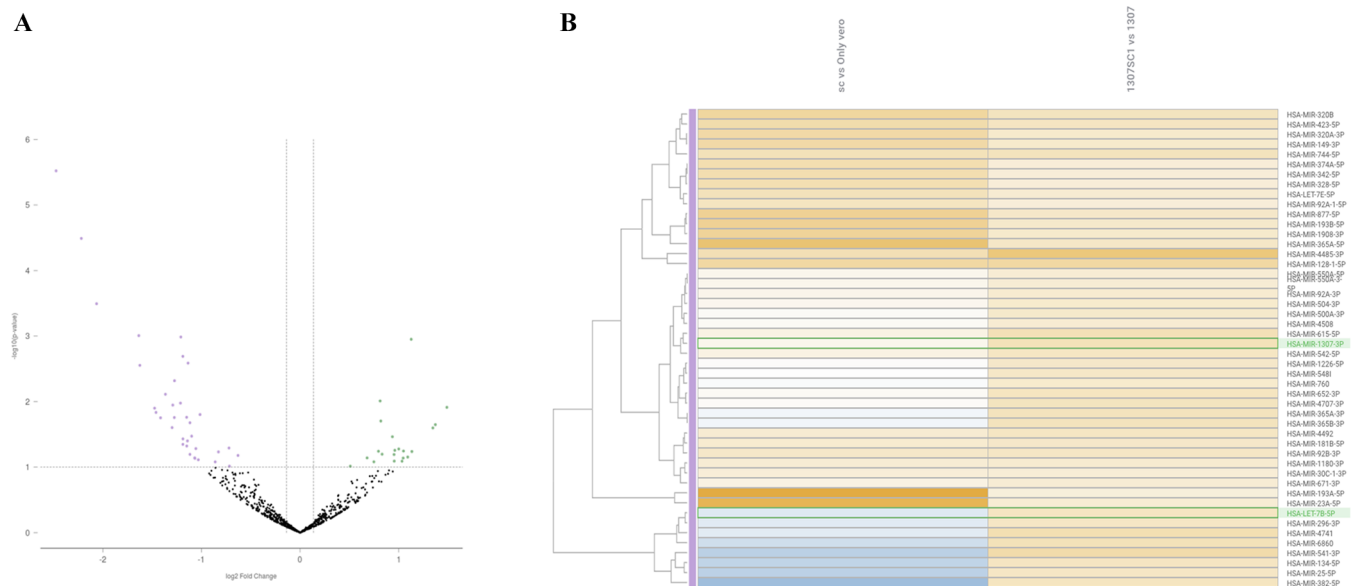 A
B
sc vs Only vero
1307SC1 vs 1307
6
5
4
3
2
1
0
-log10(p-value)
-2
-1
0
1
log2 Fold Change
HSA-MIR-320B
HSA-MIR-423-5P
HSA-MIR-320A-3P
HSA-MIR-149-3P
HSA-MIR-744-5P
HSA-MIR-374A-5P
HSA-MIR-342-5P
HSA-MIR-328-5P
HSA-LET-7E-5P
HSA-MIR-92A-1-5P
HSA-MIR-877-5P
HSA-MIR-193B-5P
HSA-MIR-1908-3P
HSA-MIR-365A-5P
HSA-MIR-4485-3P
HSA-MIR-128-1-5P
HSA-MIR-550A-5P
HSA-MIR-550A-3-
5P
HSA-MIR-92A-3P
HSA-MIR-504-3P
HSA-MIR-500A-3P
HSA-MIR-4508
HSA-MIR-615-5P
HSA-MIR-1307-3P
HSA-MIR-542-5P
HSA-MIR-1226-5P
HSA-MIR-548I
HSA-MIR-760
HSA-MIR-652-3P
HSA-MIR-4707-3P
HSA-MIR-365A-3P
HSA-MIR-365B-3P
HSA-MIR-4492
HSA-MIR-181B-5P
HSA-MIR-92B-3P
HSA-MIR-1180-3P
HSA-MIR-30C-1-3P
HSA-MIR-671-3P
HSA-MIR-193A-5P
HSA-MIR-23A-5P
HSA-LET-7B-5P
HSA-MIR-296-3P
HSA-MIR-4741
HSA-MIR-6860
HSA-MIR-541-3P
HSA-MIR-134-5P
HSA-MIR-25-5P
HSA-MIR-382-5P